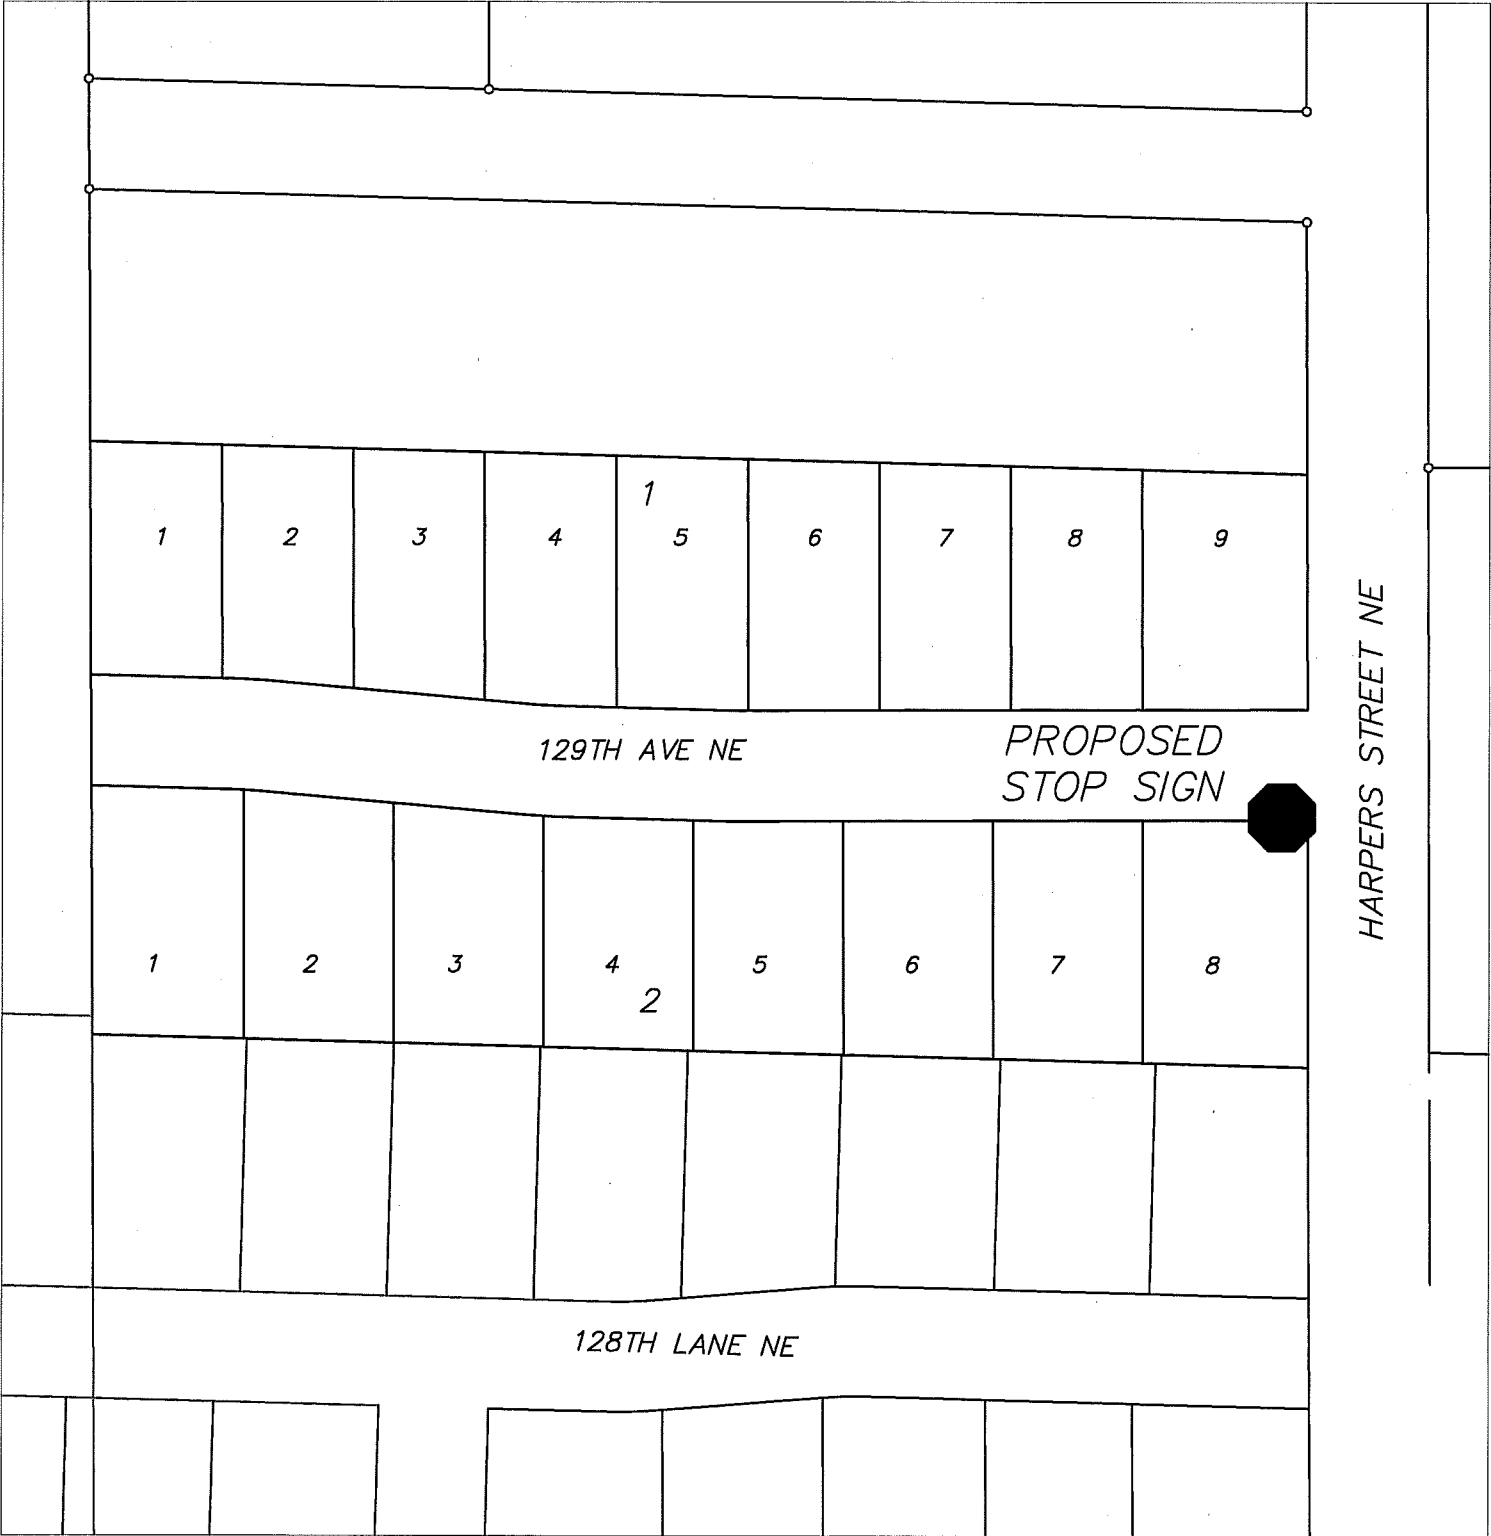 1
1 2 3 4 5 6 7 8 9
129TH AVE NE
PROPOSED
STOP SIGN
HARPERS STREET NE
1 2 3 4 5 6 7 8
2
128TH LANE NE